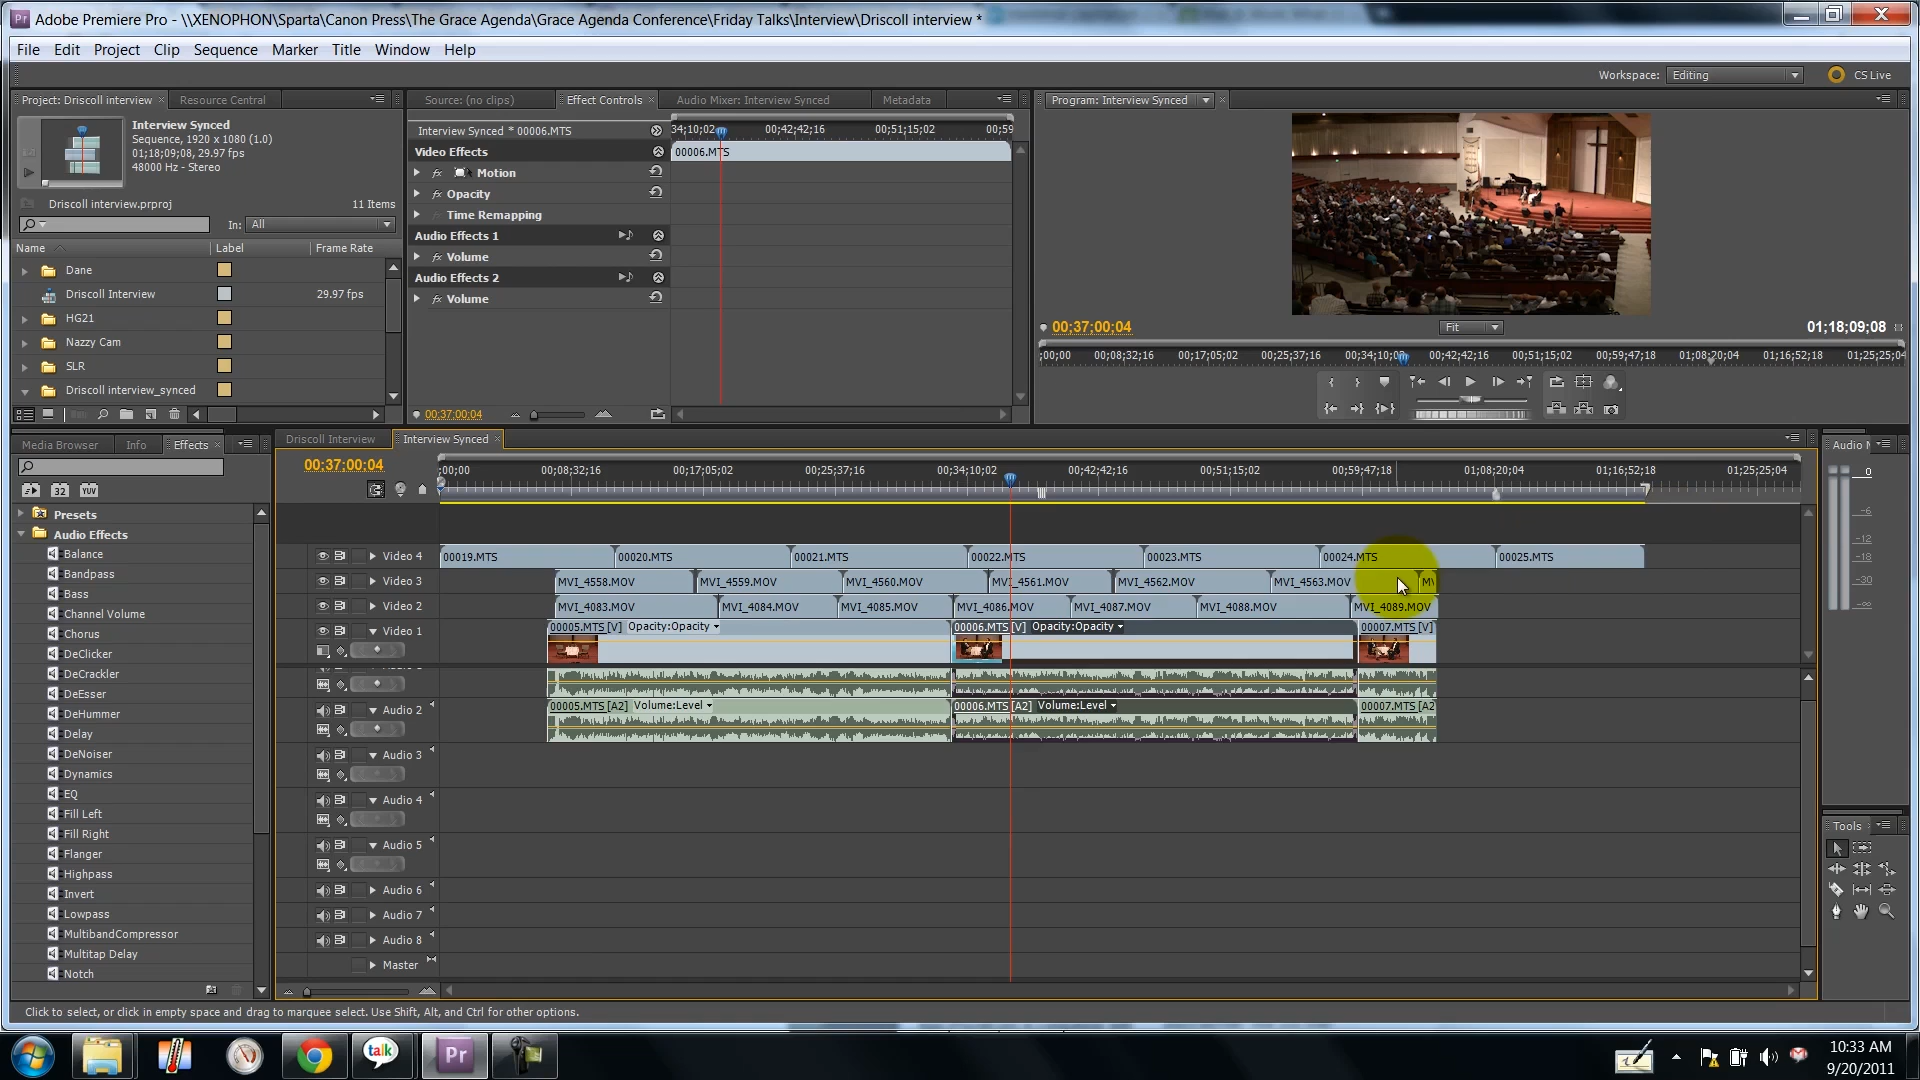 Adobe Premiere Pro - \\XENOPHON\Sparta\Canon Press\The Grace Agenda\Grace Agenda Conference\Friday Talks\Interview\Driscoll interview *
File Edit Project Clip Sequence Marker Title Window Help
Workspace: Editing CS Live
Project: Driscoll interview Resource Central
Interview Synced
Sequence, 1920 x 1080 (1.0)
01;18;09;08, 29.97 fps
48000 Hz - Stereo
Driscoll interview.prproj 11 Items
In: All
Name Label Frame Rate
Dane
Driscoll Interview 29.97 fps
HG21
Nazzy Cam
SLR
Driscoll interview_synced
Source: (no clips) Effect Controls Audio Mixer: Interview Synced Metadata
Interview Synced * 00006.MTS
34;10;02 00;42;42;16 00;51;15;02 00;59
Video Effects 00006.MTS
fx Motion
fx Opacity
Time Remapping
Audio Effects 1
fx Volume
Audio Effects 2
fx Volume
00;37;00;04
Program: Interview Synced
00;37;00;04 Fit 01;18;09;08
;00;00 00;08;32;16 00;17;05;02 00;25;37;16 00;34;10;02 00;42;42;16 00;51;15;02 00;59;47;18 01;08;20;04 01;16;52;18 01;25;25;04
Media Browser Info Effects
32 YUV
Presets
Audio Effects
Balance
Bandpass
Bass
Channel Volume
Chorus
DeClicker
DeCrackler
DeEsser
DeHummer
Delay
DeNoiser
Dynamics
EQ
Fill Left
Fill Right
Flanger
Highpass
Invert
Lowpass
MultibandCompressor
Multitap Delay
Notch
Driscoll Interview Interview Synced
00;37;00;04
;00;00 00;08;32;16 00;17;05;02 00;25;37;16 00;34;10;02 00;42;42;16 00;51;15;02 00;59;47;18 01;08;20;04 01;16;52;18 01;25;25;04
Video 4 00019.MTS 00020.MTS 00021.MTS 00022.MTS 00023.MTS 00024.MTS 00025.MTS
Video 3 MVI_4558.MOV MVI_4559.MOV MVI_4560.MOV MVI_4561.MOV MVI_4562.MOV MVI_4563.MOV
Video 2 MVI_4083.MOV MVI_4084.MOV MVI_4085.MOV MVI_4086.MOV MVI_4087.MOV MVI_4088.MOV MVI_4089.MOV
Video 1 00005.MTS [V] Opacity:Opacity 00006.MTS [V] Opacity:Opacity 00007.MTS [V]
Audio 2 00005.MTS [A2] Volume:Level 00006.MTS [A2] Volume:Level 00007.MTS [A2
Audio 3
Audio 4
Audio 5
Audio 6
Audio 7
Audio 8
Master
Audio M
0
-6
-12
-18
-30
-∞
Tools
Click to select, or click in empty space and drag to marquee select. Use Shift, Alt, and Ctrl for other options.
talk
Pr
10:33 AM
9/20/2011